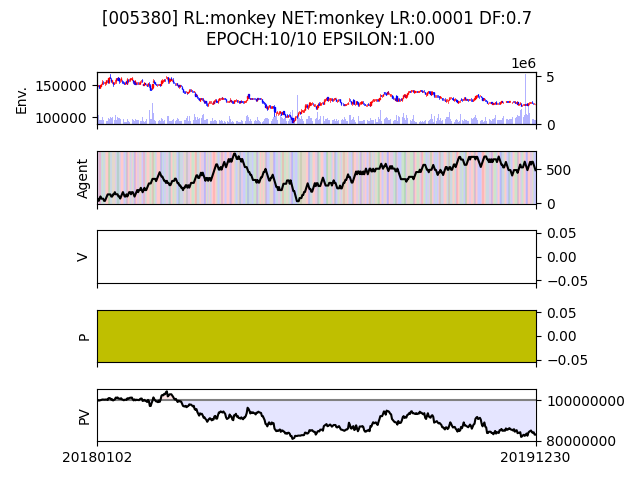 [005380] RL:monkey NET:monkey LR:0.0001 DF:0.7
EPOCH:10/10 EPSILON:1.00
1e6
Env.
150000
100000
5
0
Agent
500
0
V
0.05
0.00
−0.05
P
0.05
0.00
−0.05
PV
100000000
80000000
20180102
20191230